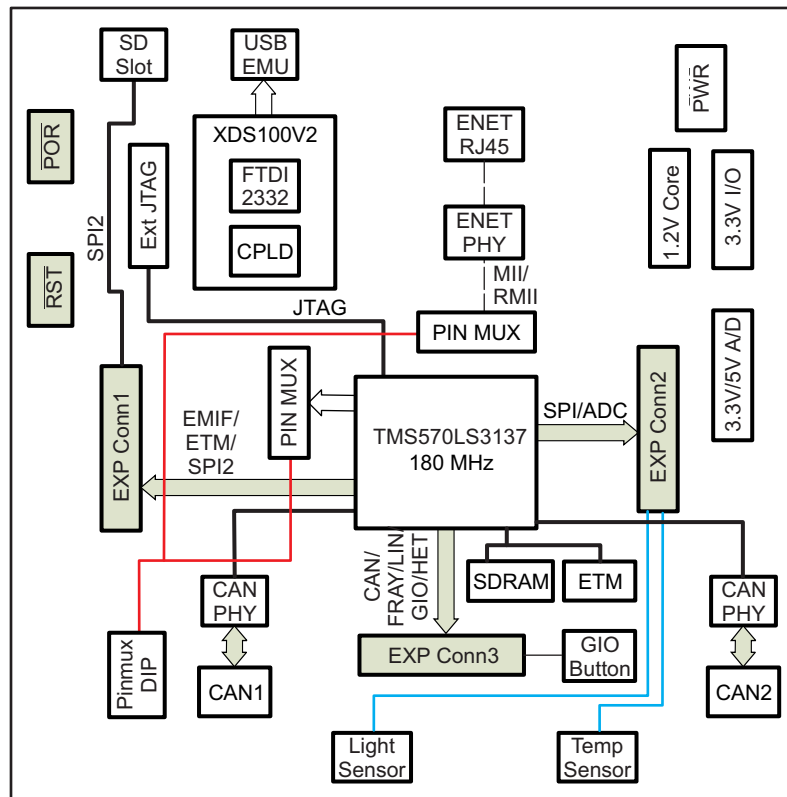 SD
Slot
USB
EMU
XDS100V2
FTDI
2332
CPLD
ENET
RJ45
ENET
PHY
MII/
RMII
PIN MUX
PWR
1.2V Core
3.3V I/O
3.3V/5V A/D
POR
RST
SPI2
Ext JTAG
JTAG
EXP Conn1
EMIF/
ETM/
SPI2
PIN MUX
TMS570LS3137
180 MHz
SPI/ADC
EXP Conn2
CAN/
FRAY/LIN/
GIO/HET
SDRAM
ETM
CAN
PHY
CAN1
Pinmux
DIP
EXP Conn3
GIO
Button
CAN
PHY
CAN2
Light
Sensor
Temp
Sensor